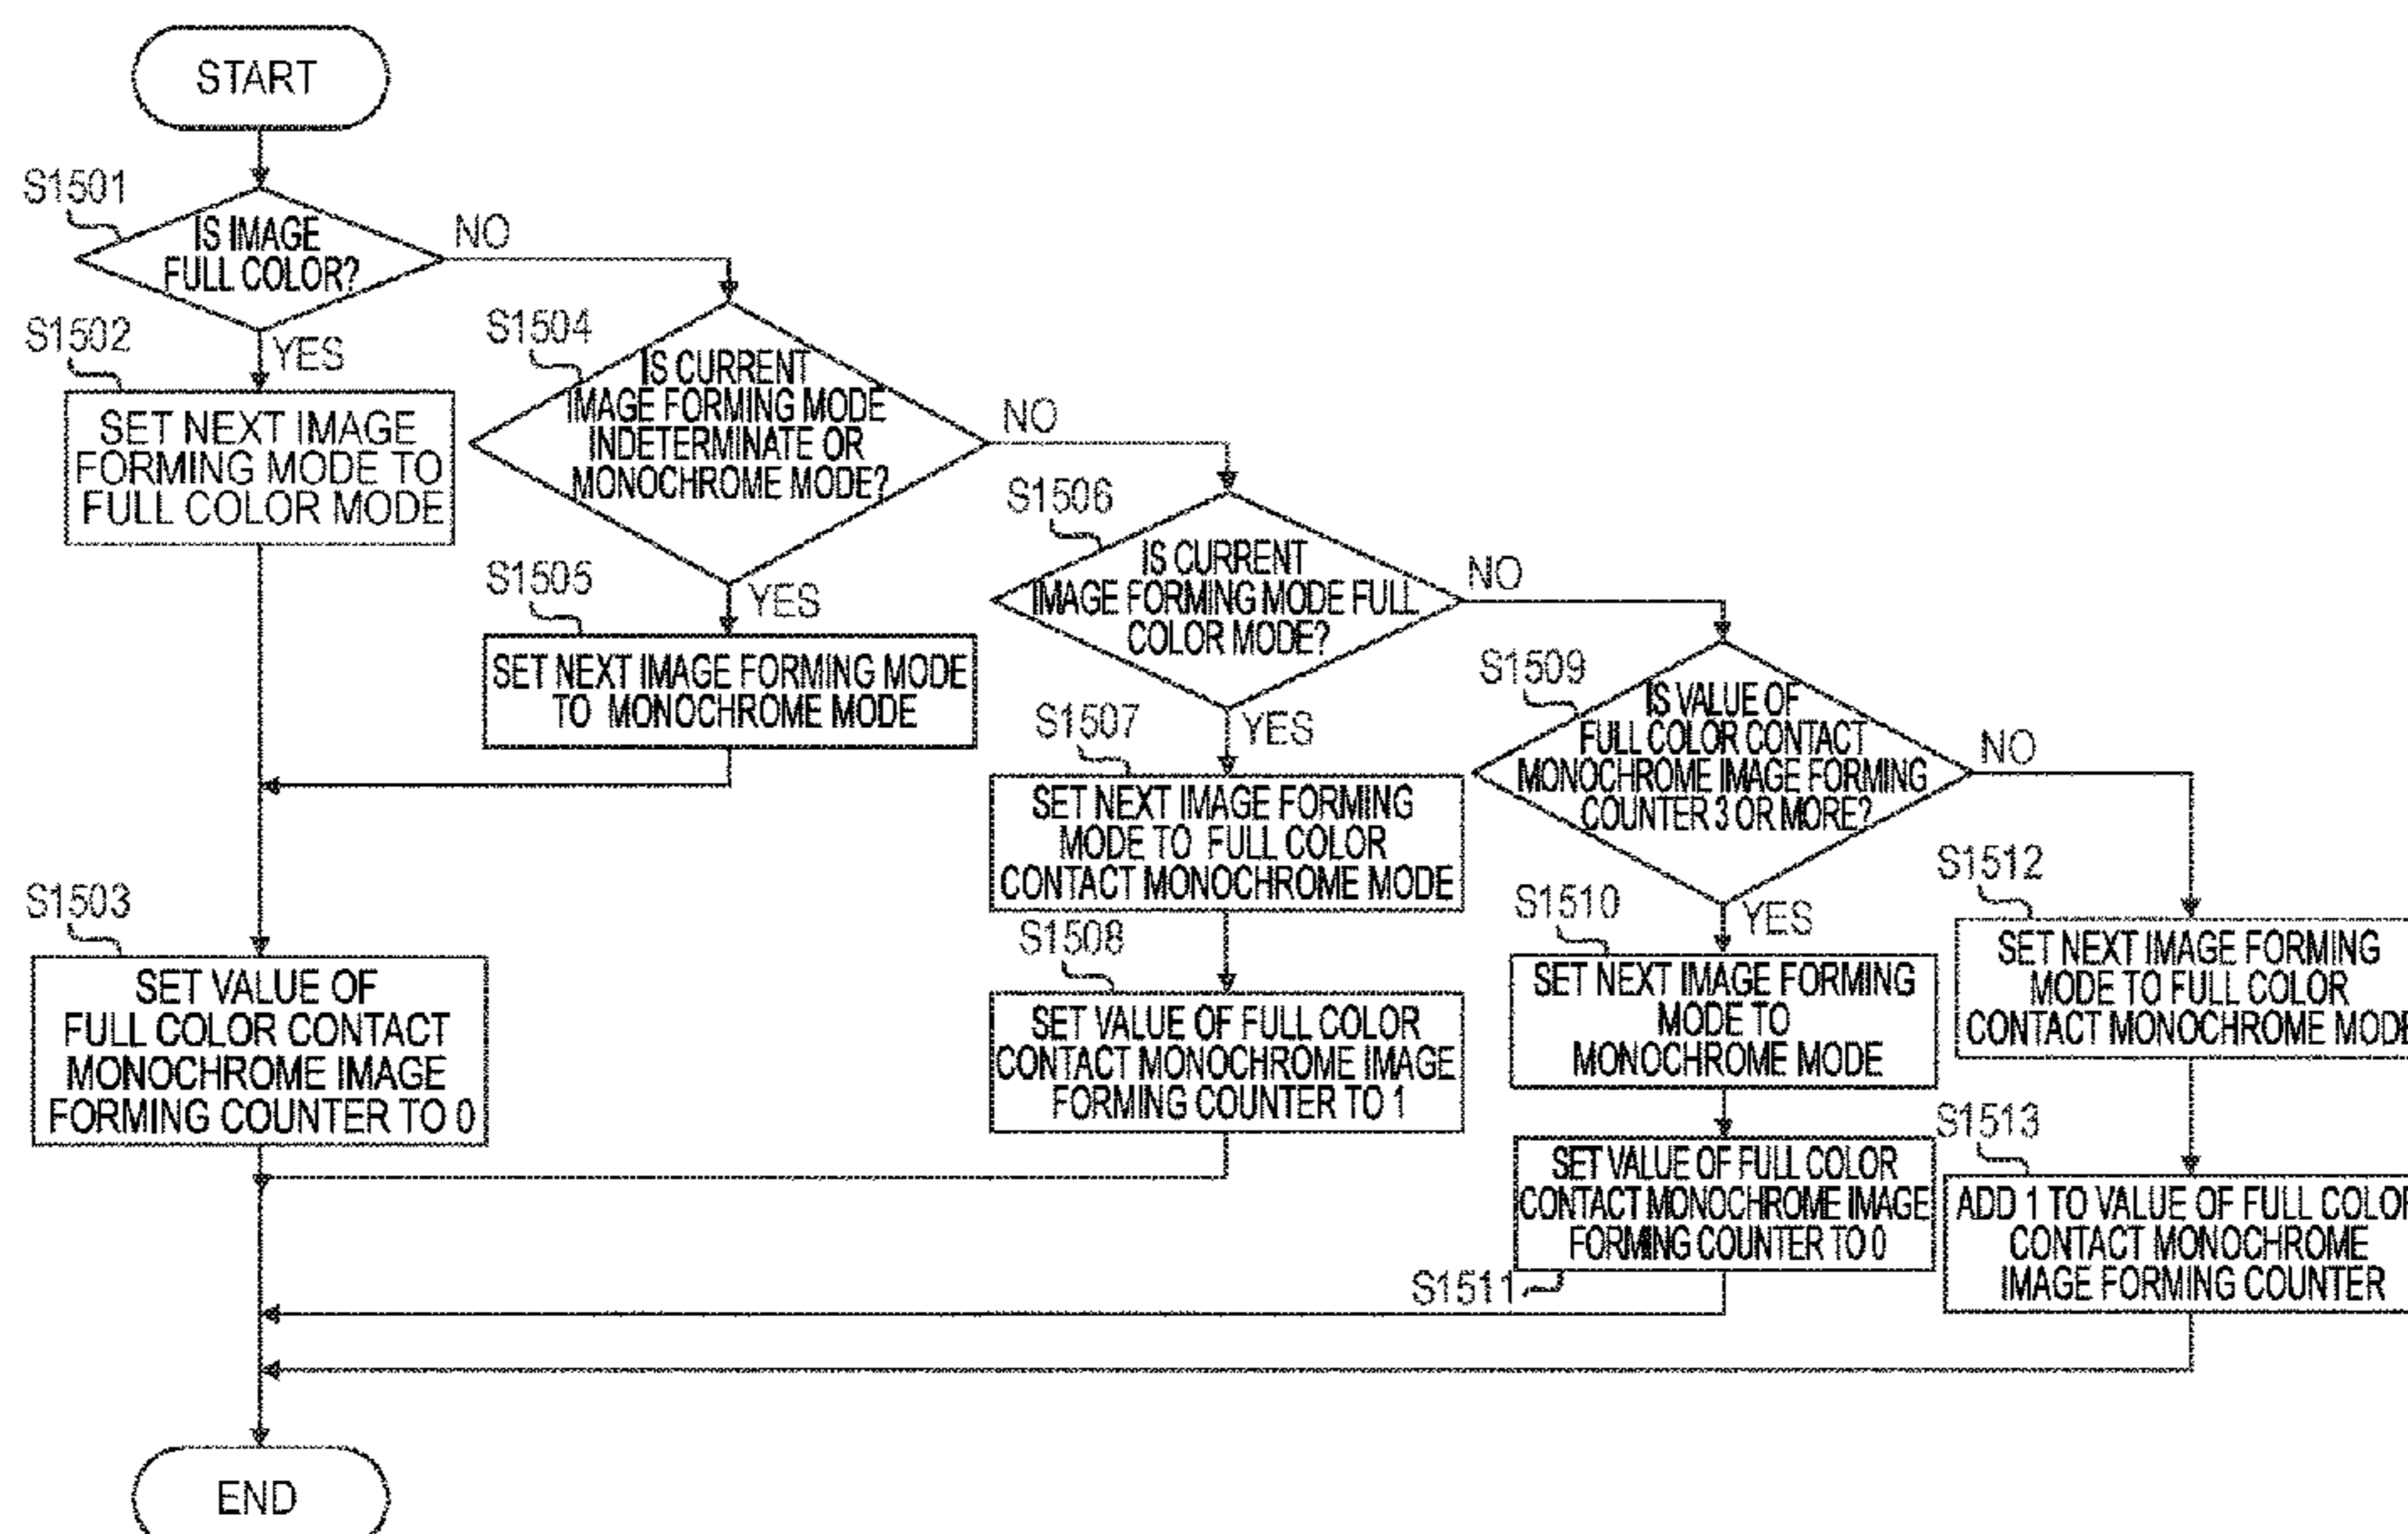 START
S1501
IS IMAGE
FULL COLOR?
NO
YES
S1502
SET NEXT IMAGE
FORMING MODE TO
FULL COLOR MODE
S1503
SET VALUE OF
FULL COLOR CONTACT
MONOCHROME IMAGE
FORMING COUNTER TO 0
S1504
IS CURRENT
IMAGE FORMING MODE
INDETERMINATE OR
MONOCHROME MODE?
NO
YES
S1505
SET NEXT IMAGE FORMING MODE
TO MONOCHROME MODE
S1506
IS CURRENT
IMAGE FORMING MODE FULL
COLOR MODE?
NO
YES
S1507
SET NEXT IMAGE FORMING
MODE TO FULL COLOR
CONTACT MONOCHROME MODE
S1508
SET VALUE OF FULL COLOR
CONTACT MONOCHROME IMAGE
FORMING COUNTER TO 1
S1509
IS VALUE OF
FULL COLOR CONTACT
MONOCHROME IMAGE FORMING
COUNTER 3 OR MORE?
NO
YES
S1510
SET NEXT IMAGE FORMING
MODE TO
MONOCHROME MODE
SET VALUE OF FULL COLOR
CONTACT MONOCHROME IMAGE
FORMING COUNTER TO 0
S1511
S1512
SET NEXT IMAGE FORMING
MODE TO FULL COLOR
CONTACT MONOCHROME MODE
S1513
ADD 1 TO VALUE OF FULL COLOR
CONTACT MONOCHROME
IMAGE FORMING COUNTER
END